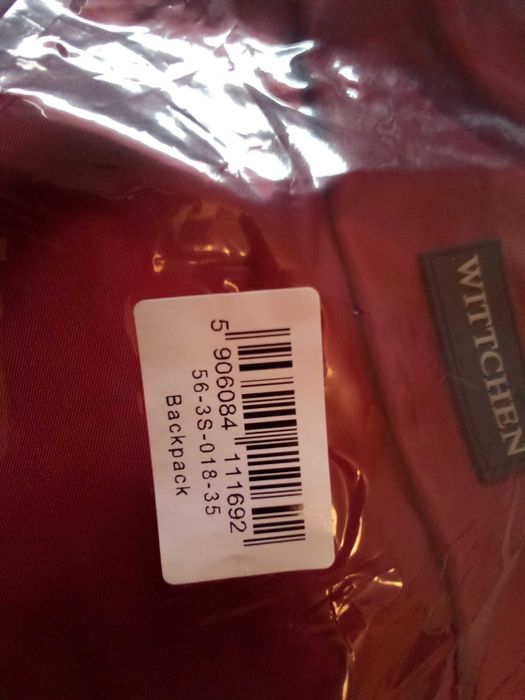 WITTCHEN
5 906084 111692
56-3S-018-35
Backpack